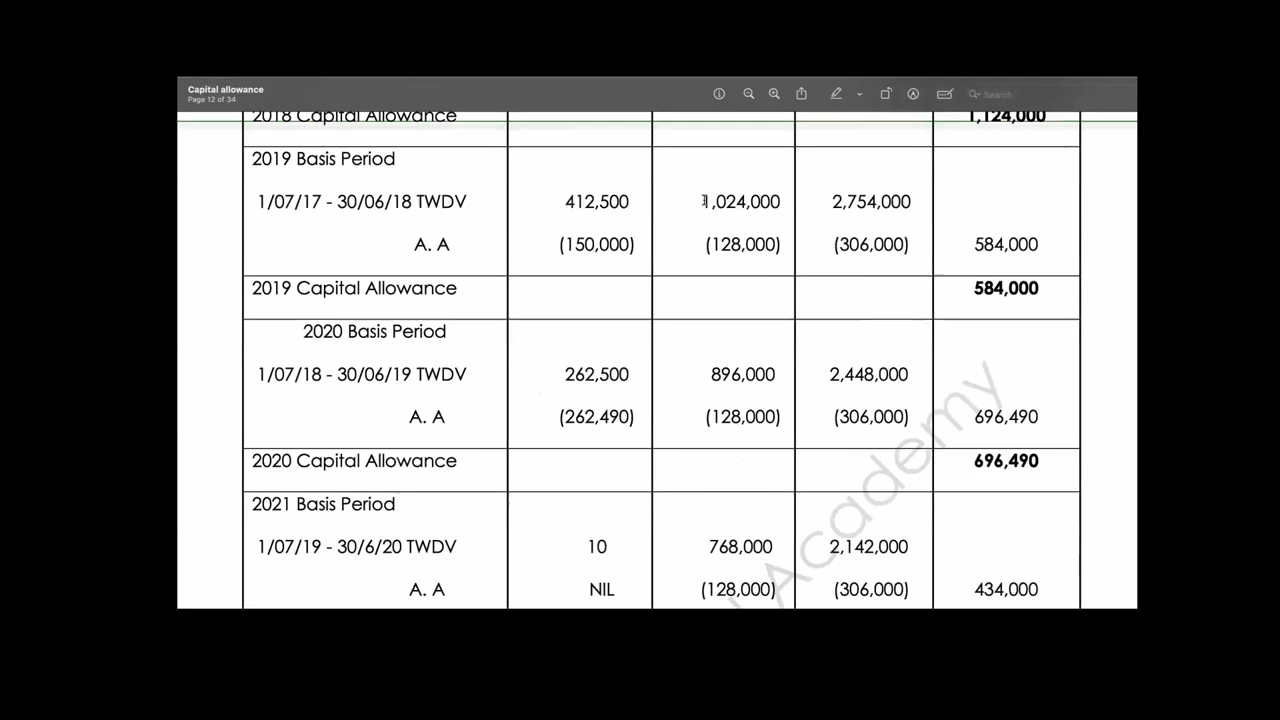 Capital allowance
Page 12 of 34
Search
2018 Capital Allowance 1,124,000
2019 Basis Period
1/07/17 - 30/06/18 TWDV 412,500 1,024,000 2,754,000
A. A (150,000) (128,000) (306,000) 584,000
2019 Capital Allowance 584,000
2020 Basis Period
1/07/18 - 30/06/19 TWDV 262,500 896,000 2,448,000
A. A (262,490) (128,000) (306,000) 696,490
2020 Capital Allowance 696,490
2021 Basis Period
1/07/19 - 30/6/20 TWDV 10 768,000 2,142,000
A. A NIL (128,000) (306,000) 434,000
Academy